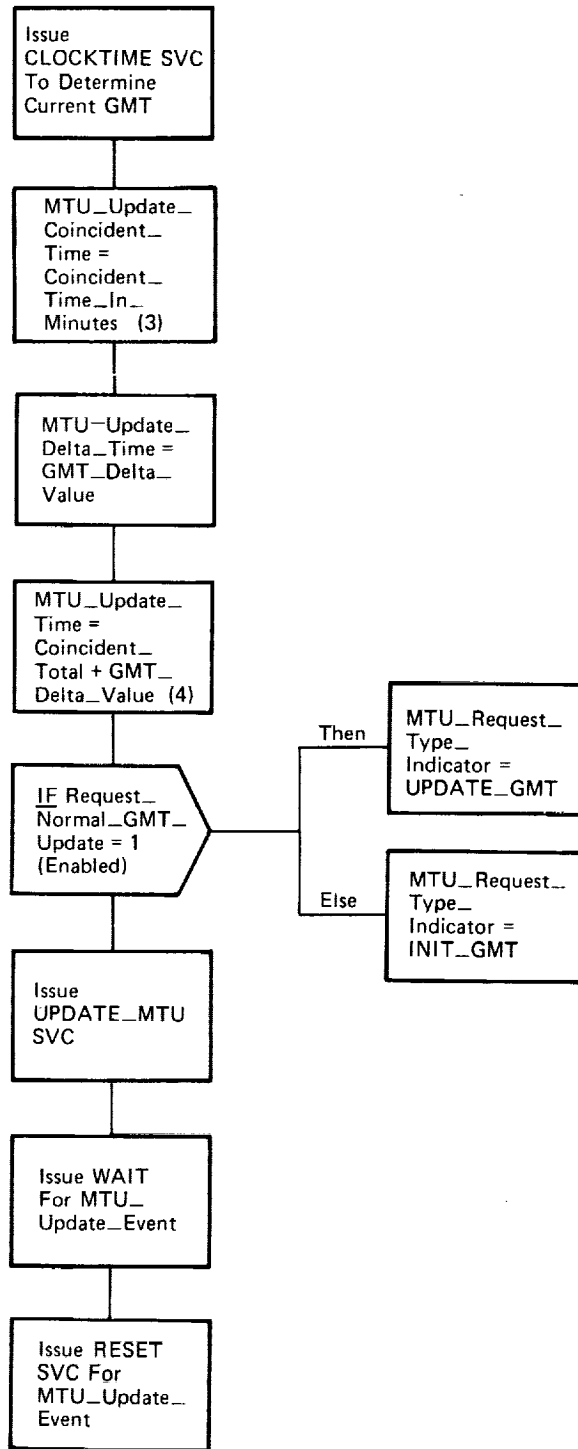 Issue
CLOCKTIME SVC
To Determine
Current GMT
MTU_Update_
Coincident_
Time =
Coincident_
Time_In_
Minutes (3)
MTU-Update_
Delta_Time =
GMT_Delta_
Value
MTU_Update_
Time =
Coincident_
Total + GMT_
Delta_Value (4)
IF Request_
Normal_GMT_
Update = 1
(Enabled)
Then
MTU_Request_
Type_
Indicator =
UPDATE_GMT
Else
MTU_Request_
Type_
Indicator =
INIT_GMT
Issue
UPDATE_MTU
SVC
Issue WAIT
For MTU_
Update_Event
Issue RESET
SVC For
MTU_Update_
Event